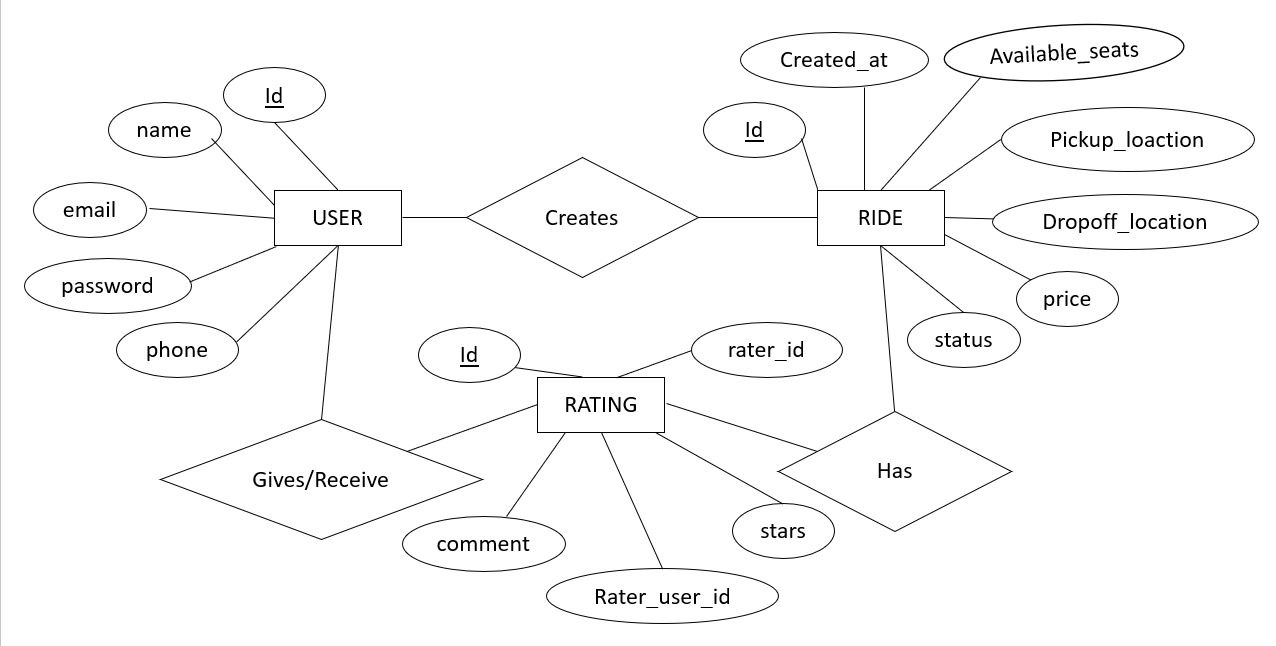 Created_at
Available_seats
Id
name
Id
Pickup_loaction
email
USER
Creates
RIDE
Dropoff_location
password
price
phone
Id
rater_id
status
RATING
Gives/Receive
Has
comment
stars
Rater_user_id